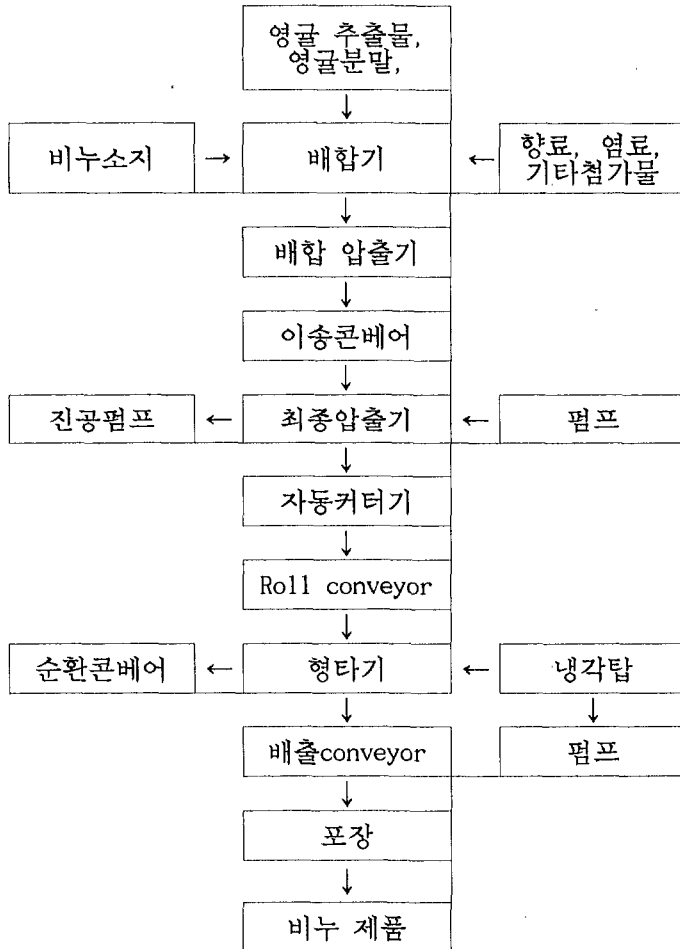 영귤 추출물,
영귤분말,
비누소지 → 배합기 ← 향료, 염료,
기타첨가물
↓
배합 압출기
↓
이송콘베어
↓
진공펌프 ← 최종압출기 ← 펌프
↓
자동커터기
↓
Roll conveyor
↓
순환콘베어 ← 형타기 ← 냉각탑
↓ ↓
배출conveyor 펌프
↓
포장
↓
비누 제품